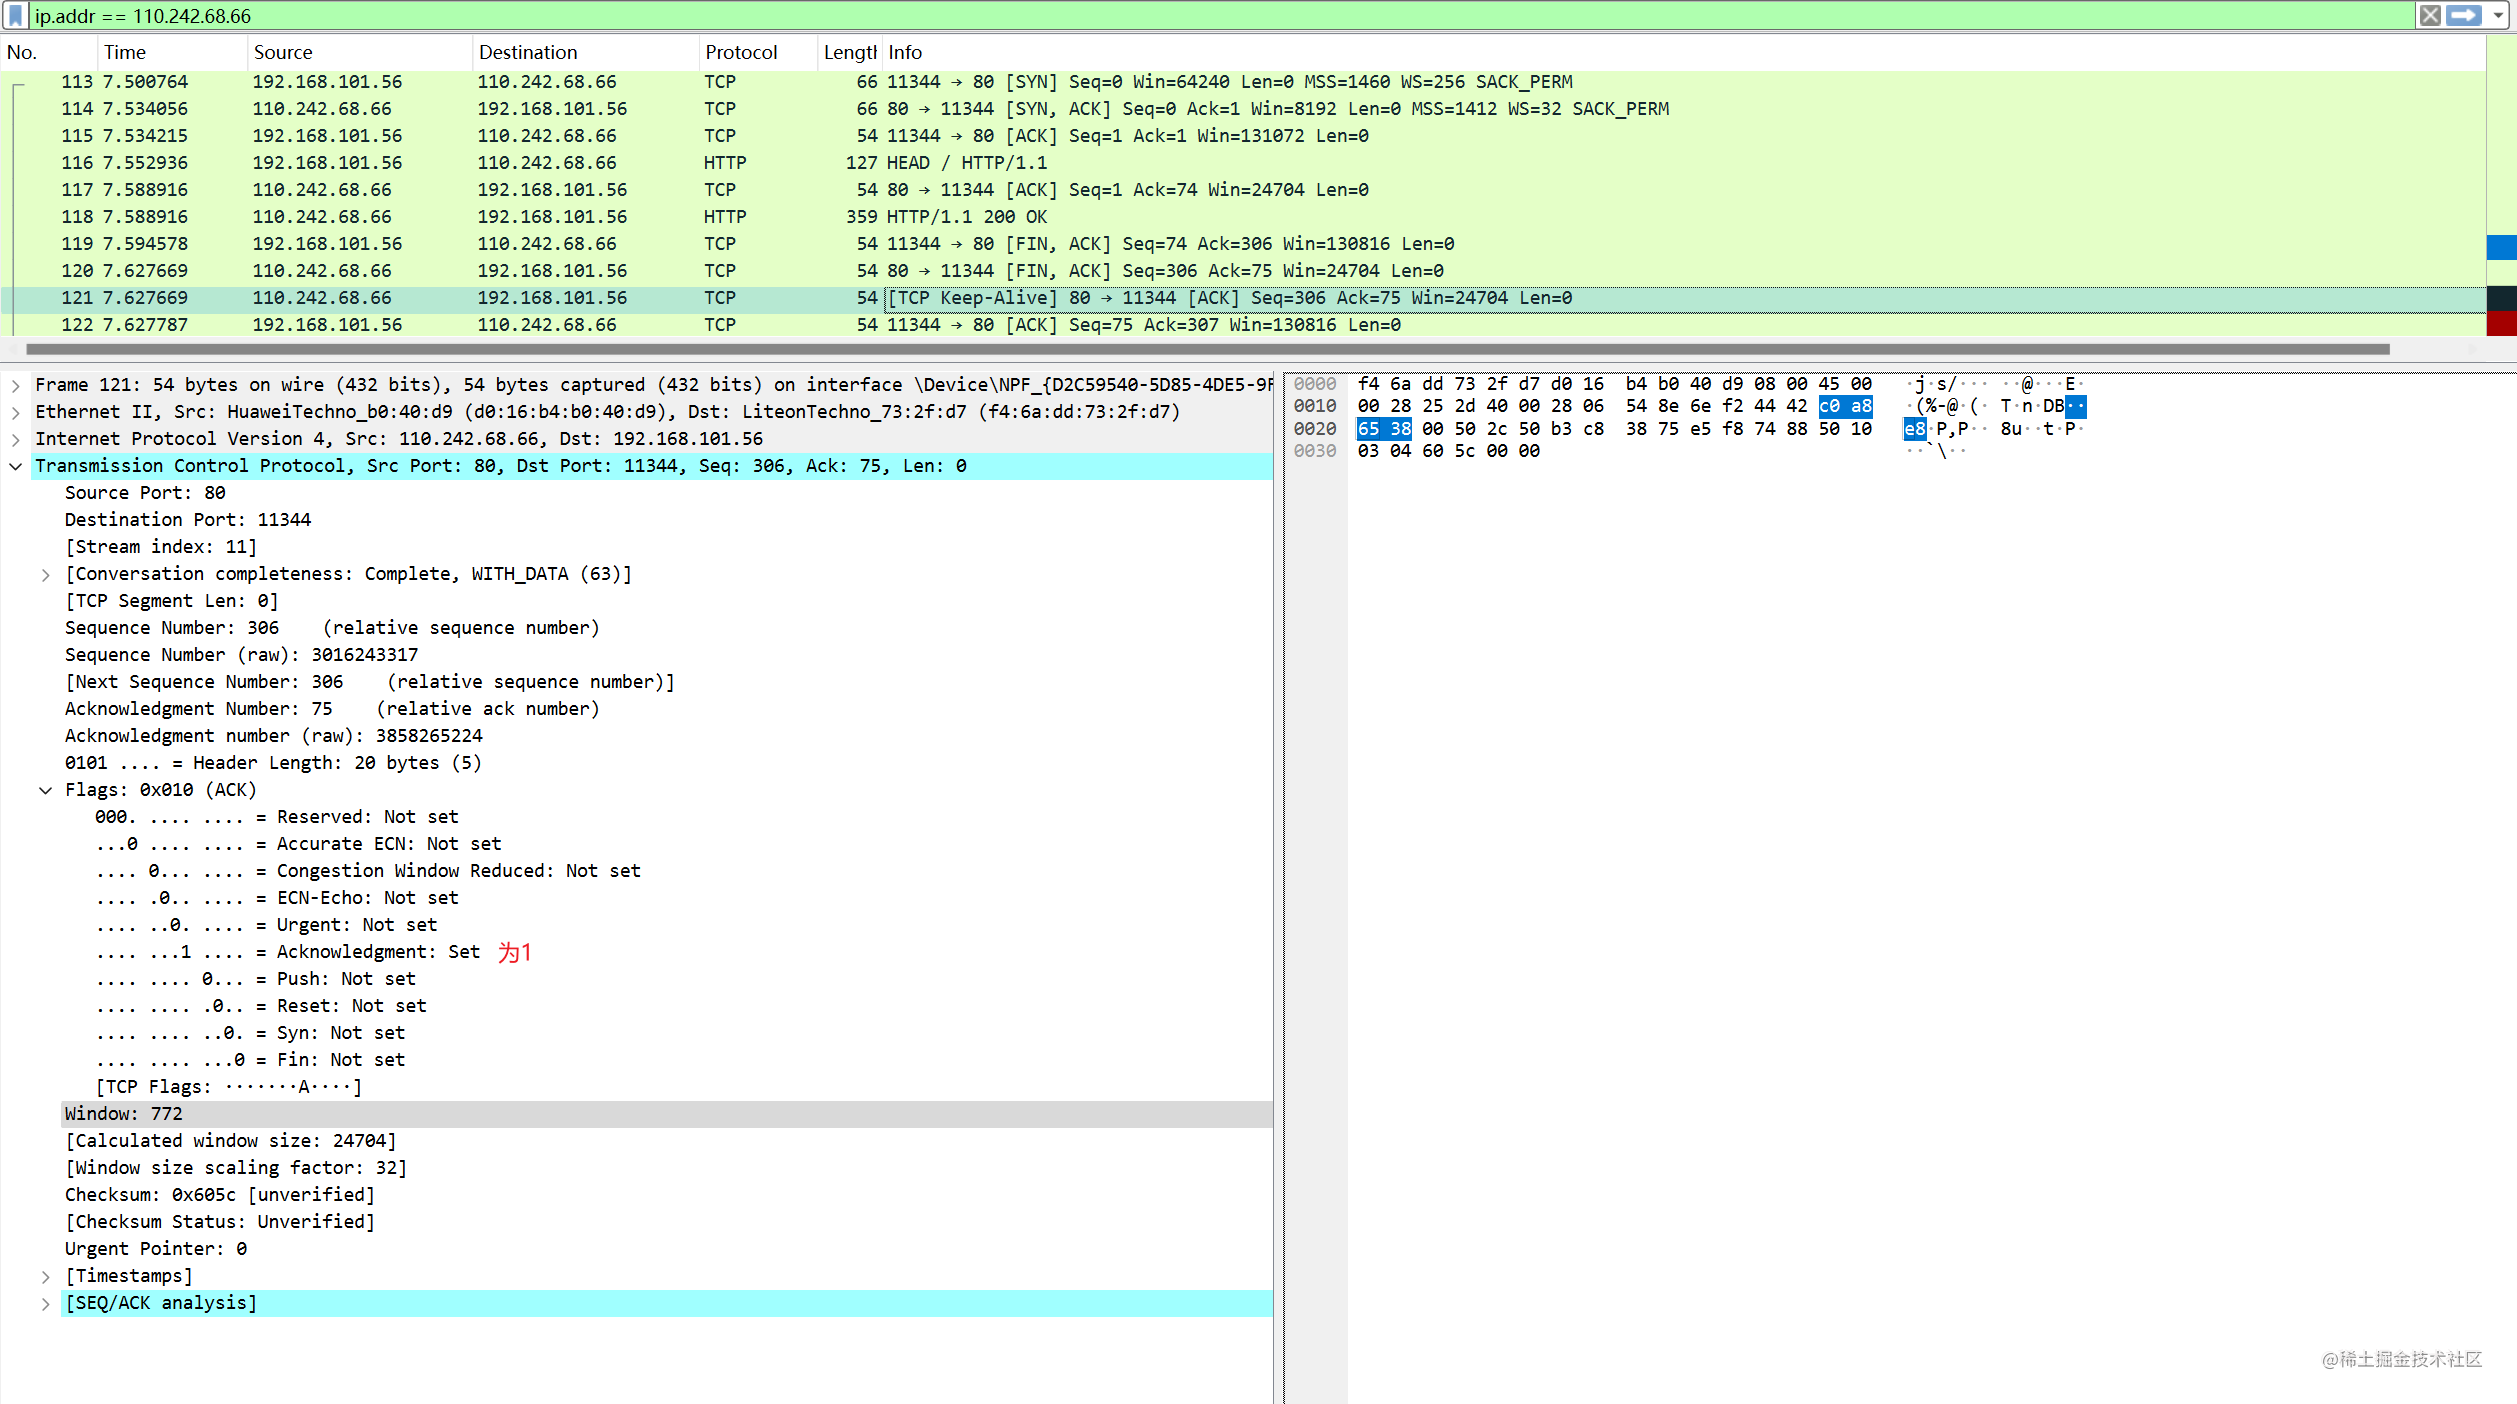 ip.addr == 110.242.68.66
No. Time Source Destination Protocol Lengtl Info
113 7.500764 192.168.101.56 110.242.68.66 TCP 66 11344 → 80 [SYN] Seq=0 Win=64240 Len=0 MSS=1460 WS=256 SACK_PERM
114 7.534056 110.242.68.66 192.168.101.56 TCP 66 80 → 11344 [SYN, ACK] Seq=0 Ack=1 Win=8192 Len=0 MSS=1412 WS=32 SACK_PERM
115 7.534215 192.168.101.56 110.242.68.66 TCP 54 11344 → 80 [ACK] Seq=1 Ack=1 Win=131072 Len=0
116 7.552936 192.168.101.56 110.242.68.66 HTTP 127 HEAD / HTTP/1.1
117 7.588916 110.242.68.66 192.168.101.56 TCP 54 80 → 11344 [ACK] Seq=1 Ack=74 Win=24704 Len=0
118 7.588916 110.242.68.66 192.168.101.56 HTTP 359 HTTP/1.1 200 OK
119 7.594578 192.168.101.56 110.242.68.66 TCP 54 11344 → 80 [FIN, ACK] Seq=74 Ack=306 Win=130816 Len=0
120 7.627669 110.242.68.66 192.168.101.56 TCP 54 80 → 11344 [FIN, ACK] Seq=306 Ack=75 Win=24704 Len=0
121 7.627669 110.242.68.66 192.168.101.56 TCP 54 [TCP Keep-Alive] 80 → 11344 [ACK] Seq=306 Ack=75 Win=24704 Len=0
122 7.627787 192.168.101.56 110.242.68.66 TCP 54 11344 → 80 [ACK] Seq=75 Ack=307 Win=130816 Len=0
Frame 121: 54 bytes on wire (432 bits), 54 bytes captured (432 bits) on interface \Device\NPF_{D2C59540-5D85-4DE5-9F
Ethernet II, Src: HuaweiTechno_b0:40:d9 (d0:16:b4:b0:40:d9), Dst: LiteonTechno_73:2f:d7 (f4:6a:dd:73:2f:d7)
Internet Protocol Version 4, Src: 110.242.68.66, Dst: 192.168.101.56
Transmission Control Protocol, Src Port: 80, Dst Port: 11344, Seq: 306, Ack: 75, Len: 0
Source Port: 80
Destination Port: 11344
[Stream index: 11]
[Conversation completeness: Complete, WITH_DATA (63)]
[TCP Segment Len: 0]
Sequence Number: 306 (relative sequence number)
Sequence Number (raw): 3016243317
[Next Sequence Number: 306 (relative sequence number)]
Acknowledgment Number: 75 (relative ack number)
Acknowledgment number (raw): 3858265224
0101 .... = Header Length: 20 bytes (5)
Flags: 0x010 (ACK)
000. .... .... = Reserved: Not set
...0 .... .... = Accurate ECN: Not set
.... 0... .... = Congestion Window Reduced: Not set
.... .0.. .... = ECN-Echo: Not set
.... ..0. .... = Urgent: Not set
.... ...1 .... = Acknowledgment: Set 为1
.... .... 0... = Push: Not set
.... .... .0.. = Reset: Not set
.... .... ..0. = Syn: Not set
.... .... ...0 = Fin: Not set
[TCP Flags: ·······A····]
Window: 772
[Calculated window size: 24704]
[Window size scaling factor: 32]
Checksum: 0x605c [unverified]
[Checksum Status: Unverified]
Urgent Pointer: 0
[Timestamps]
[SEQ/ACK analysis]
0000 f4 6a dd 73 2f d7 d0 16 b4 b0 40 d9 08 00 45 00 ·j·s/··· ··@···E·
0010 00 28 25 2d 40 00 28 06 54 8e 6e f2 44 42 c0 a8 ·(%-@·(· T·n·DB··
0020 65 38 00 50 2c 50 b3 c8 38 75 e5 f8 74 88 50 10 e8·P,P·· 8u··t·P·
0030 03 04 60 5c 00 00 ··`\··
@稀土掘金技术社区